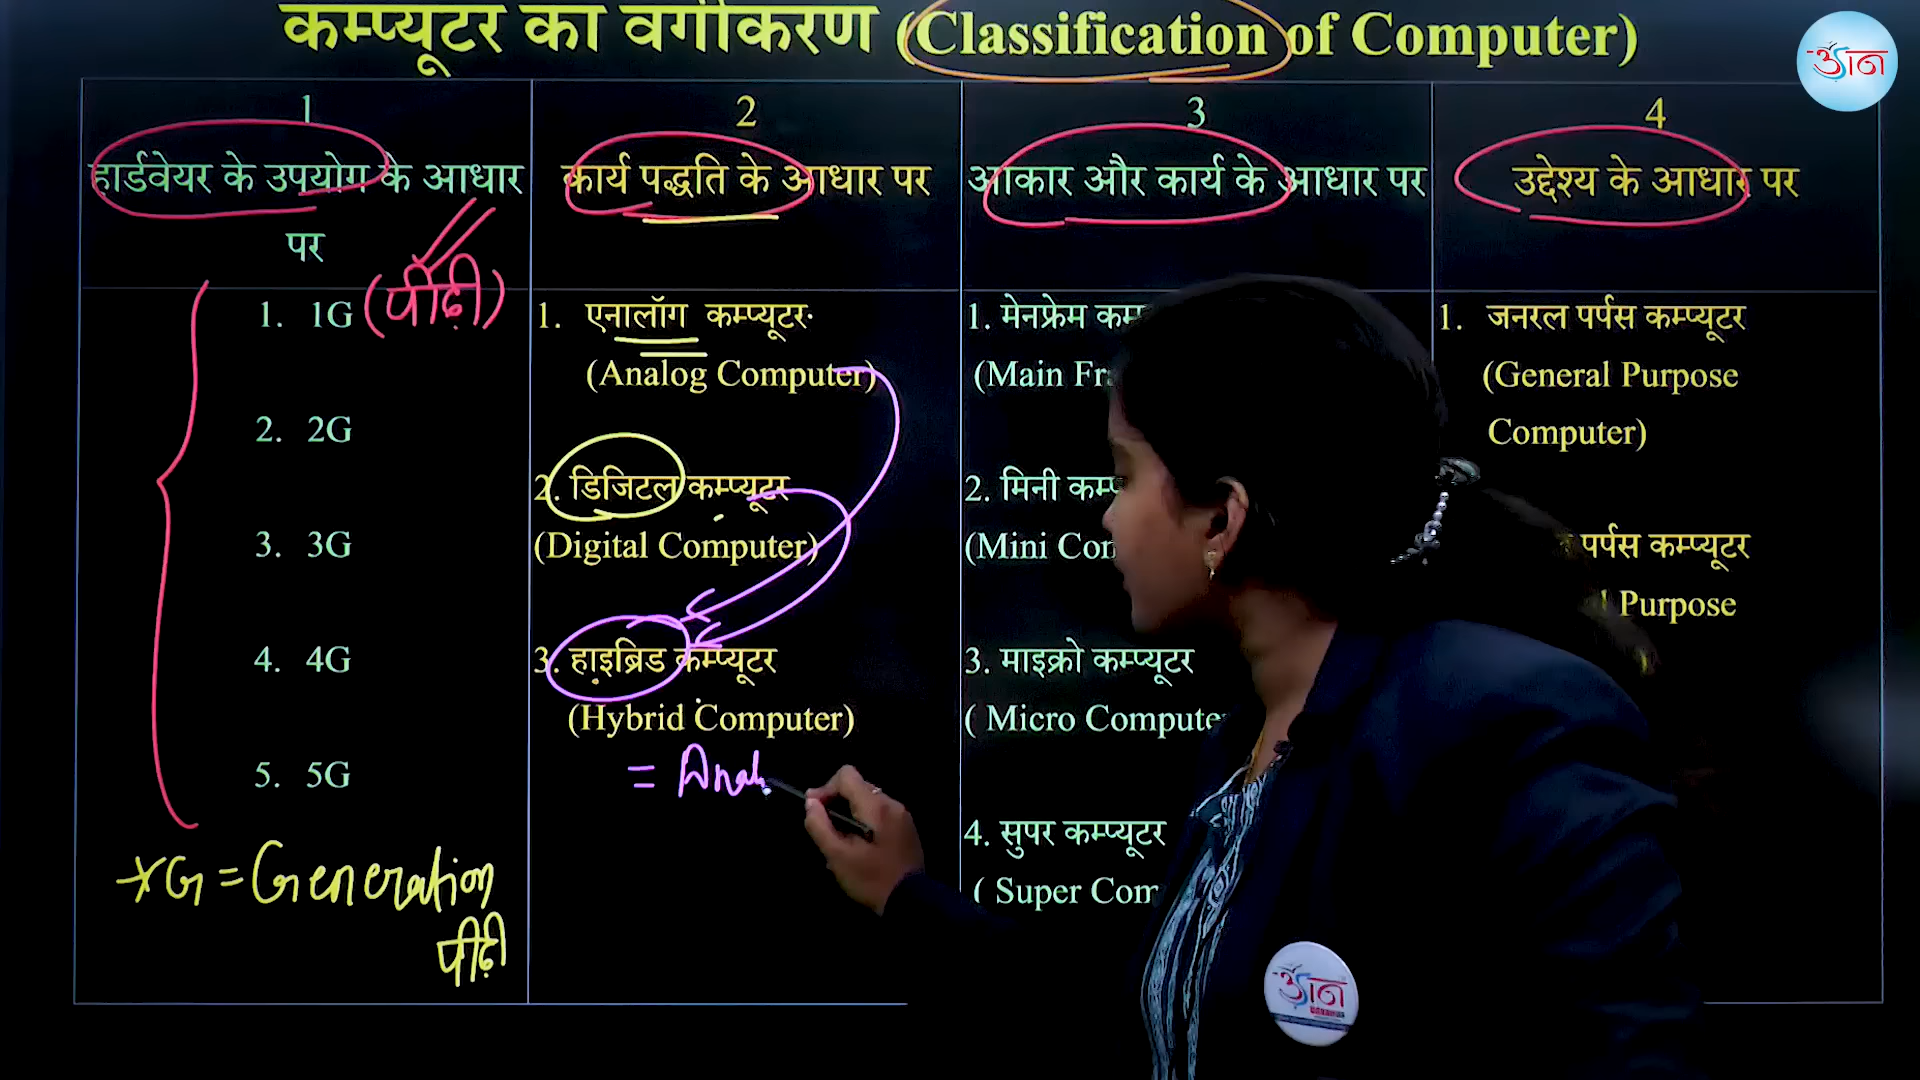 कम्प्यूटर का वर्गीकरण (Classification of Computer)
उड़ान
1
हार्डवेयर के उपयोग के आधार
पर
(पीढ़ी)
1. 1G
2. 2G
3. 3G
4. 4G
5. 5G
*G = Generation
पीढ़ी
2
कार्य पद्धति के आधार पर
1. एनालॉग कम्प्यूटर
(Analog Computer)
2. डिजिटल कम्प्यूटर
(Digital Computer)
3. हाइब्रिड कम्प्यूटर
(Hybrid Computer)
= Anal
3
आकार और कार्य के आधार पर
1. मेनफ्रेम
(Main
2. मिनी
(Mini
3. माइक्रो कम्प्यूटर
( Micro
4. सुपर कम्प्यूटर
( Super
4
उद्देश्य के आधार पर
1. जनरल पर्पस कम्प्यूटर
(General Purpose
Computer)
पर्पस कम्प्यूटर
Purpose
उड़ान